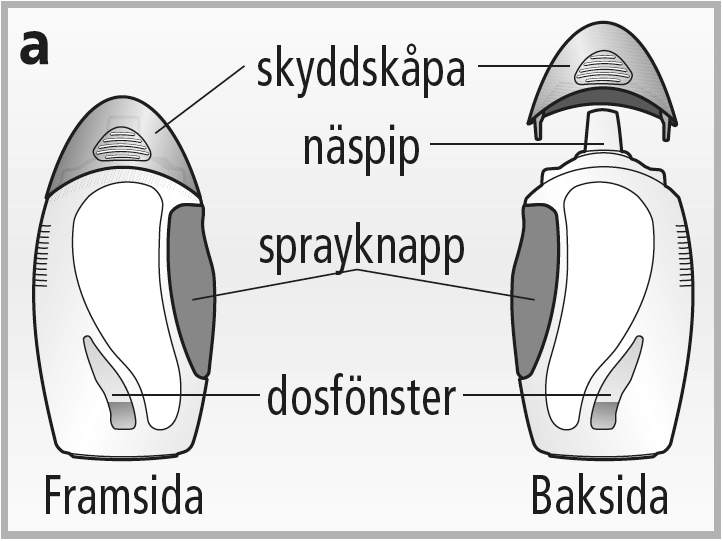 a
skyddskåpa
näspip
sprayknapp
dosfönster
Framsida
Baksida